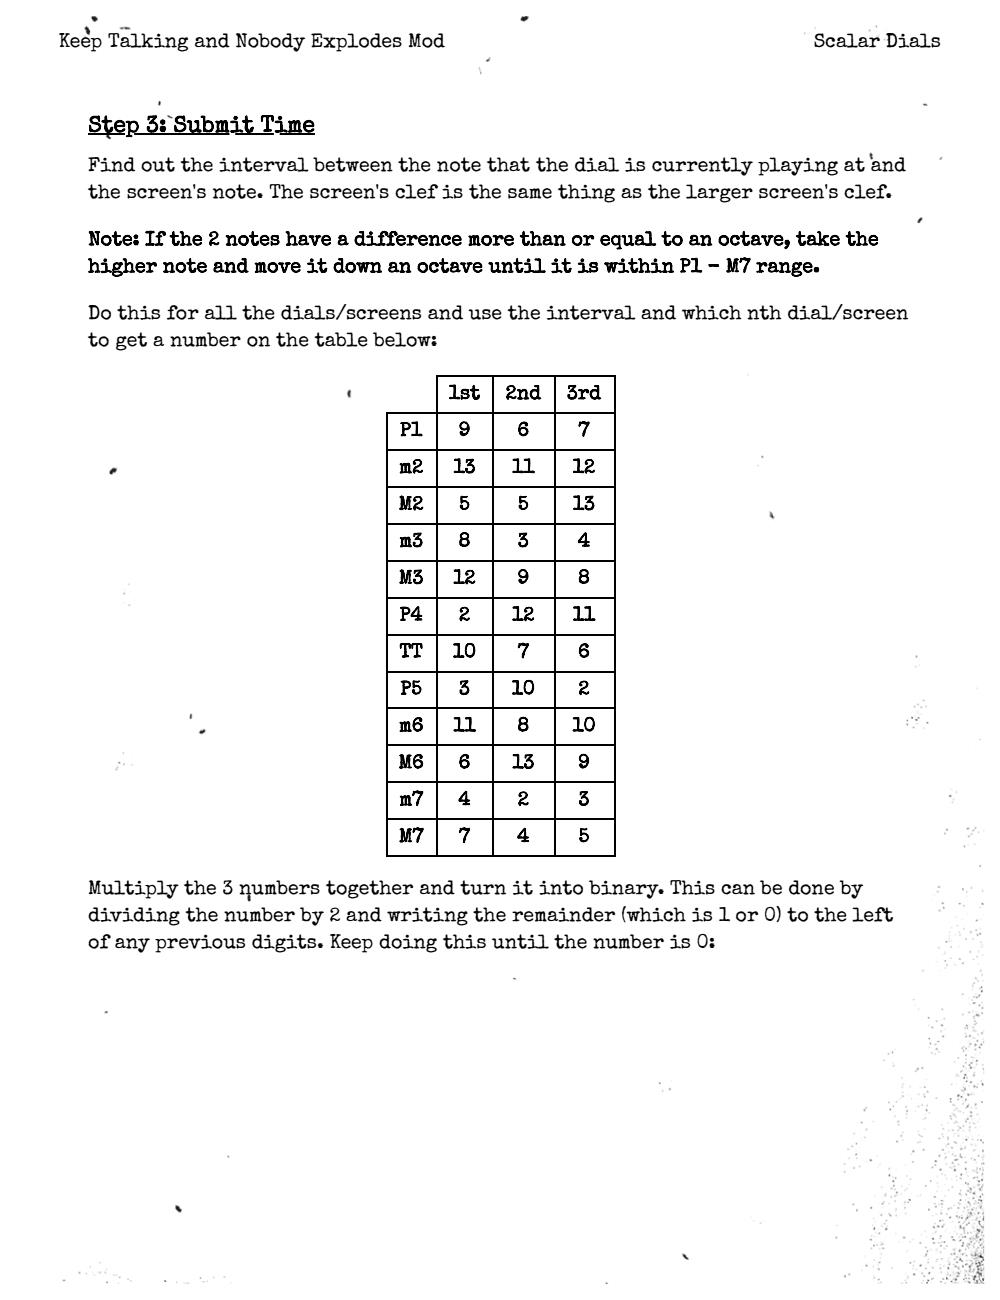 Keep Talking and Nobody Explodes Mod
Scalar Dials
Step 3: Submit Time
Find out the interval between the note that the dial is currently playing at and
the screen's note. The screen's clef is the same thing as the larger screen's clef.
Note: If the 2 notes have a difference more than or equal to an octave, take the
higher note and move it down an octave until it is within P1 - M7 range.
Do this for all the dials/screens and use the interval and which nth dial/screen
to get a number on the table below:
1st 2nd 3rd
P1 9 6 7
m2 13 11 12
M2 5 5 13
m3 8 3 4
M3 12 9 8
P4 2 12 11
TT 10 7 6
P5 3 10 2
m6 11 8 10
M6 6 13 9
m7 4 2 3
M7 7 4 5
Multiply the 3 numbers together and turn it into binary. This can be done by
dividing the number by 2 and writing the remainder (which is 1 or 0) to the left
of any previous digits. Keep doing this until the number is 0: